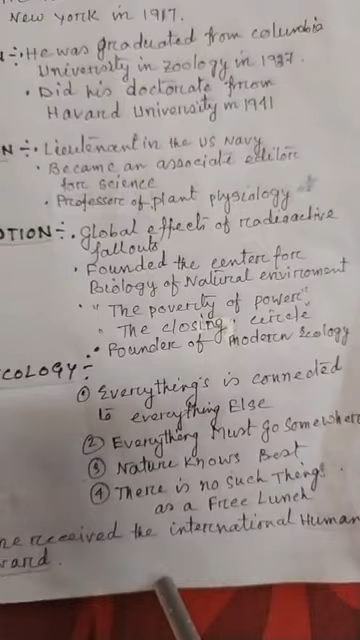 New York in 1917.
÷. He was graduated from columbia
University in Zoology in 1937.
• Did his doctorate from
Havard University in 1941
N ÷. Lieutenant in the US Navy
• Became an associate editor
for science
• Professor of plant physiology
OTION ÷. Global effects of radioactive
fallouts
• Founded the center for
Biology of Natural environment
• "The poverty of power"
" The closing circle"
• Founder of modern Ecology
COLOGY ÷
① Everything's is connected
to everything Else
② Everything Must go Somewhere
③ Nature Knows Best
④ There is no such Thing
as a Free Lunch
he received the international Human
ward.